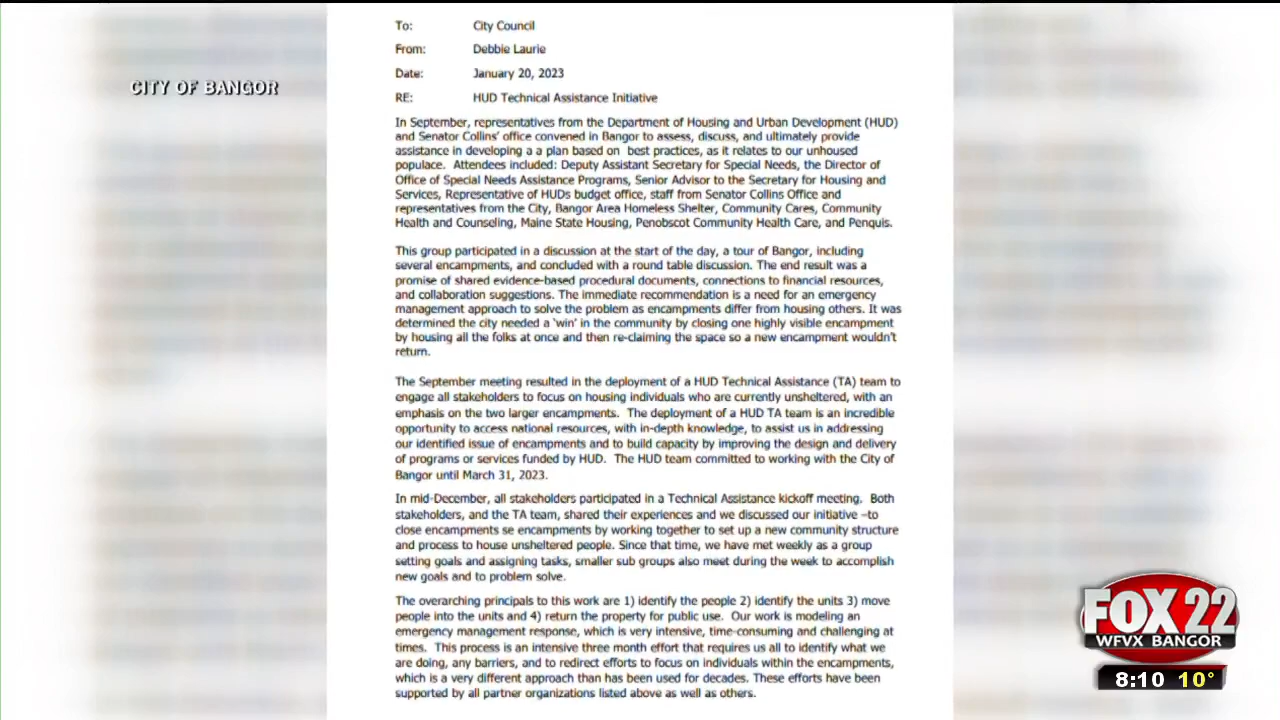 CITY OF BANGOR
To: City Council
From: Debbie Laurie
Date: January 20, 2023
RE: HUD Technical Assistance Initiative
In September, representatives from the Department of Housing and Urban Development (HUD)
and Senator Collins' office convened in Bangor to assess, discuss, and ultimately provide
assistance in developing a a plan based on best practices, as it relates to our unhoused
populace. Attendees included: Deputy Assistant Secretary for Special Needs, the Director of
Office of Special Needs Assistance Programs, Senior Advisor to the Secretary for Housing and
Services, Representative of HUDs budget office, staff from Senator Collins Office and
representatives from the City, Bangor Area Homeless Shelter, Community Cares, Community
Health and Counseling, Maine State Housing, Penobscot Community Health Care, and Penquis.
This group participated in a discussion at the start of the day, a tour of Bangor, including
several encampments, and concluded with a round table discussion. The end result was a
promise of shared evidence-based procedural documents, connections to financial resources,
and collaboration suggestions. The immediate recommendation is a need for an emergency
management approach to solve the problem as encampments differ from housing others. It was
determined the city needed a 'win' in the community by closing one highly visible encampment
by housing all the folks at once and then re-claiming the space so a new encampment wouldn't
return.
The September meeting resulted in the deployment of a HUD Technical Assistance (TA) team to
engage all stakeholders to focus on housing individuals who are currently unsheltered, with an
emphasis on the two larger encampments. The deployment of a HUD TA team is an incredible
opportunity to access national resources, with in-depth knowledge, to assist us in addressing
our identified issue of encampments and to build capacity by improving the design and delivery
of programs or services funded by HUD. The HUD team committed to working with the City of
Bangor until March 31, 2023.
In mid-December, all stakeholders participated in a Technical Assistance kickoff meeting. Both
stakeholders, and the TA team, shared their experiences and we discussed our initiative –to
close encampments se encampments by working together to set up a new community structure
and process to house unsheltered people. Since that time, we have met weekly as a group
setting goals and assigning tasks, smaller sub groups also meet during the week to accomplish
new goals and to problem solve.
The overarching principals to this work are 1) identify the people 2) identify the units 3) move
people into the units and 4) return the property for public use. Our work is modeling an
emergency management response, which is very intensive, time-consuming and challenging at
times. This process is an intensive three month effort that requires us all to identify what we
are doing, any barriers, and to redirect efforts to focus on individuals within the encampments,
which is a very different approach than has been used for decades. These efforts have been
supported by all partner organizations listed above as well as others.
FOX 22
WFVX BANGOR
8:10 10°